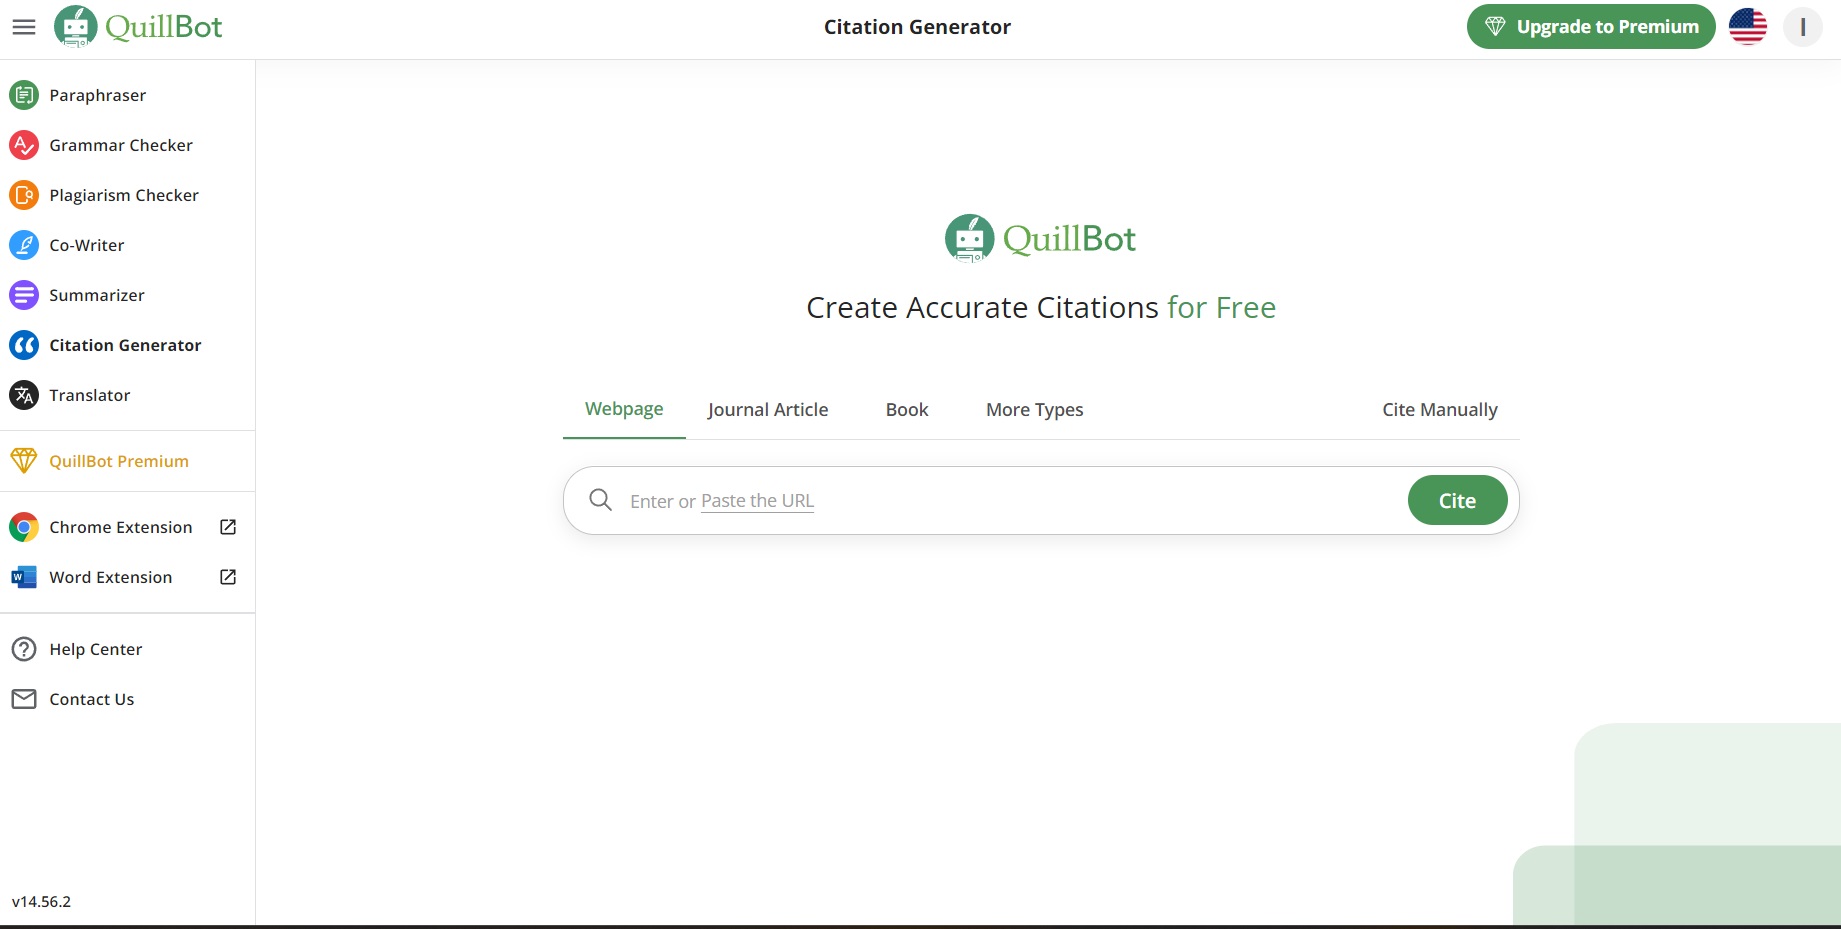 QuillBot
Citation Generator
Upgrade to Premium
I
Paraphraser
Grammar Checker
Plagiarism Checker
Co-Writer
Summarizer
Citation Generator
Translator
QuillBot Premium
Chrome Extension
Word Extension
Help Center
Contact Us
v14.56.2
QuillBot
Create Accurate Citations for Free
Webpage Journal Article Book More Types Cite Manually
Enter or Paste the URL Cite